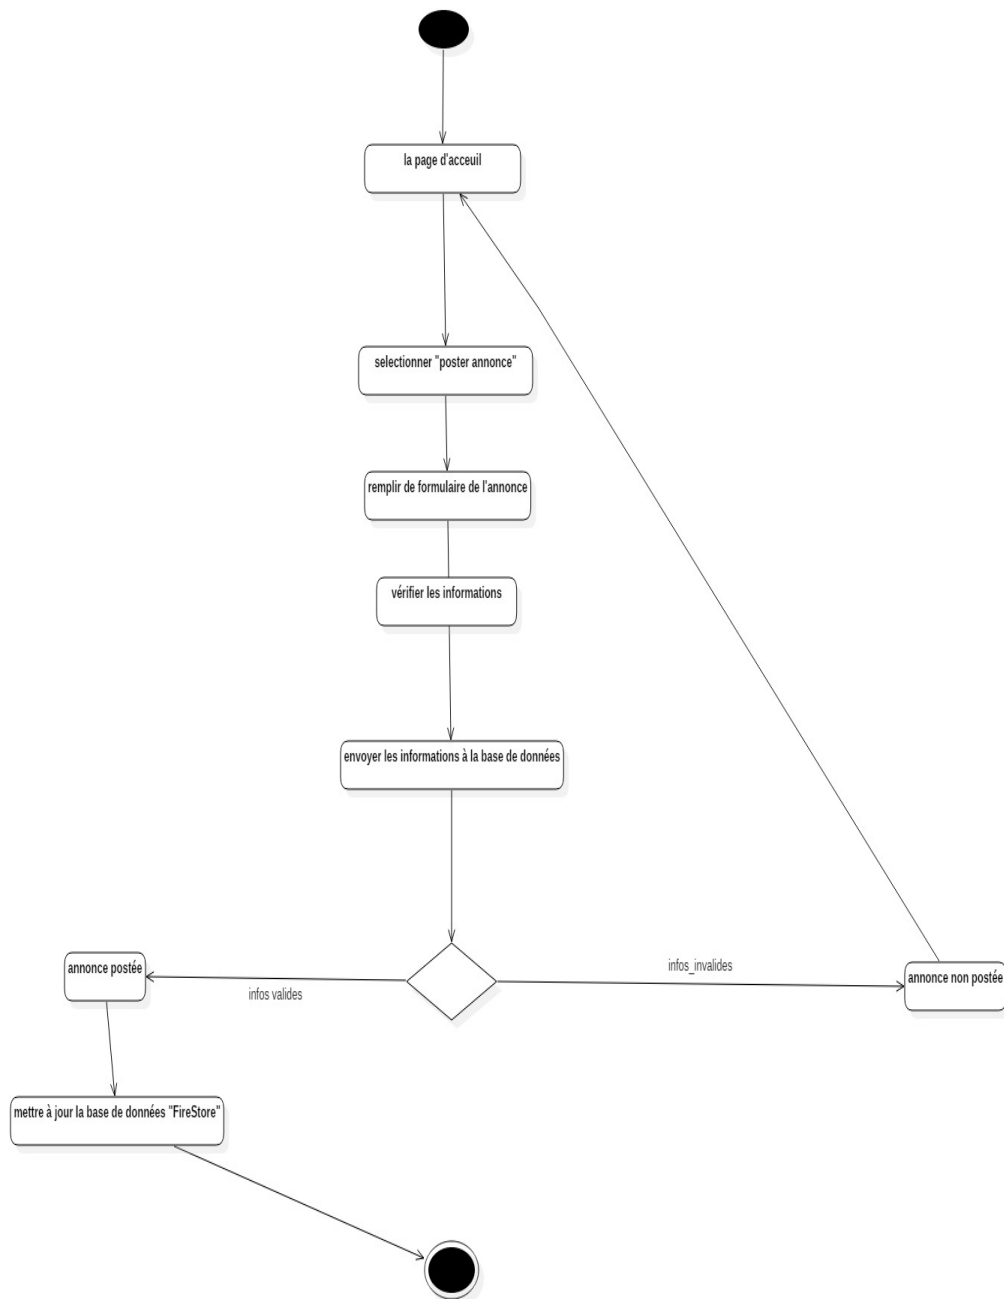 la page d'acceuil
selectionner "poster annonce"
remplir de formulaire de l'annonce
vérifier les informations
envoyer les informations à la base de données
infos_invalides
annonce postée
annonce non postée
infos valides
mettre à jour la base de données "FireStore"